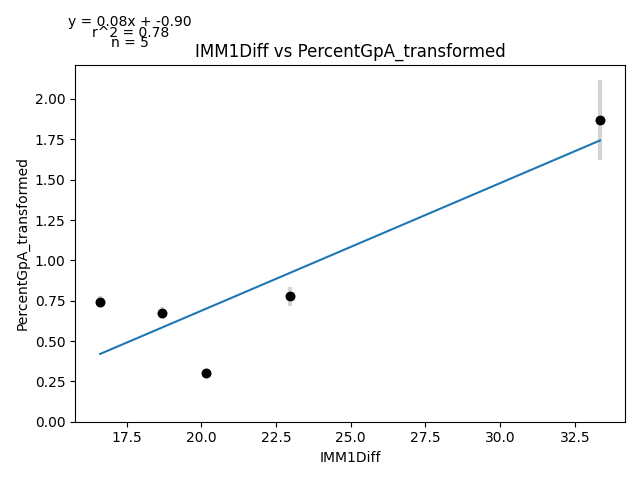 y = 0.08x + -0.90
r^2 = 0.78
n = 5
IMM1Diff vs PercentGpA_transformed
PercentGpA_transformed
2.00
1.75
1.50
1.25
1.00
0.75
0.50
0.25
0.00
17.5 20.0 22.5 25.0 27.5 30.0 32.5
IMM1Diff